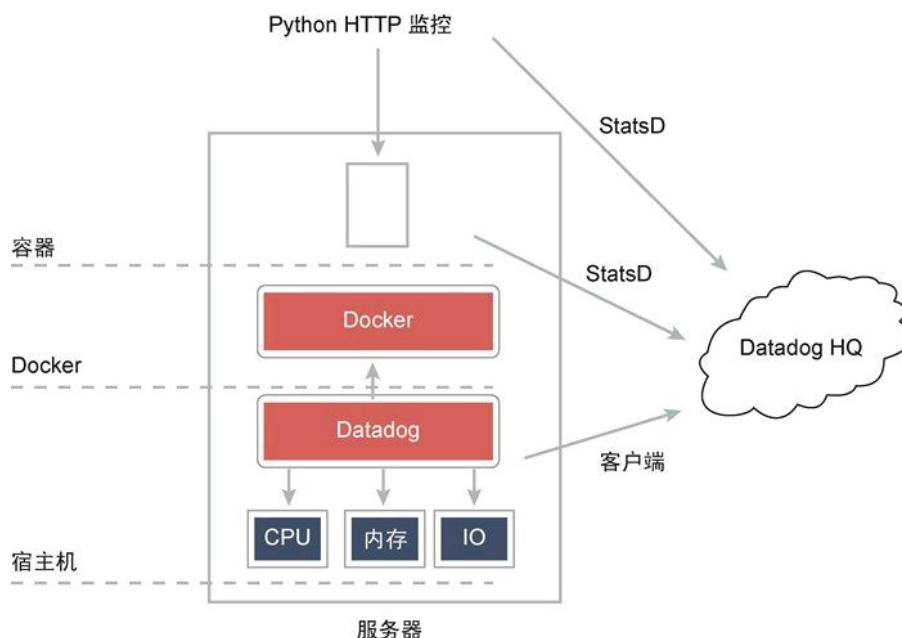 Python HTTP 监控
StatsD
容器
StatsD
Docker
Datadog HQ
Docker
Datadog
客户端
CPU
内存
IO
宿主机
服务器